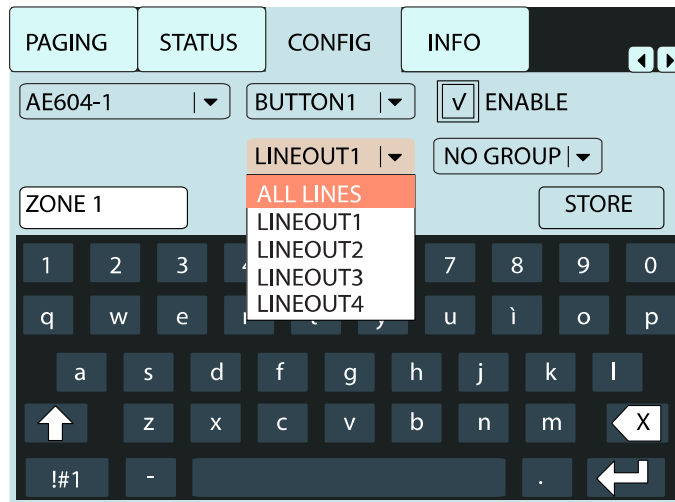 PAGING STATUS CONFIG INFO
AE604-1 BUTTON1 √ ENABLE
LINEOUT1 NO GROUP
ALL LINES
ZONE 1 LINEOUT1 STORE
LINEOUT2
LINEOUT3
LINEOUT4
1 2 3 7 8 9 0
q w e u ì o p
a s d f g h j k l
z x c v b n m X
!#1 - .